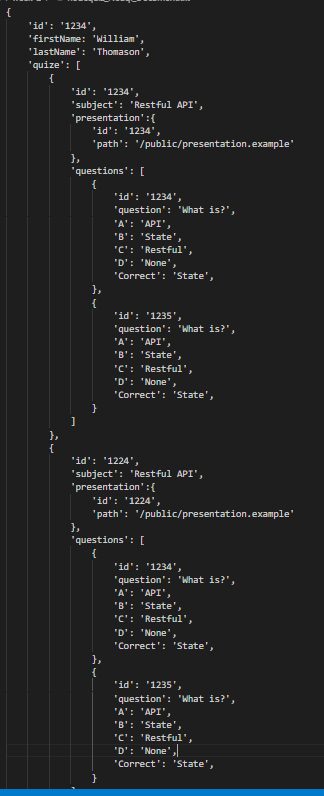 {
'id': '1234',
'firstName: 'William',
'lastName': 'Thomason',
'quize': [
{
'id': '1234',
'subject': 'Restful API',
'presentation':{
'id': '1234',
'path': '/public/presentation.example'
},
'questions': [
{
'id': '1234',
'question': 'What is?',
'A': 'API',
'B': 'State',
'C': 'Restful',
'D': 'None',
'Correct': 'State',
},
{
'id': '1235',
'question': 'What is?',
'A': 'API',
'B': 'State',
'C': 'Restful',
'D': 'None',
'Correct': 'State',
}
]
},
{
'id': '1224',
'subject': 'Restful API',
'presentation':{
'id': '1224',
'path': '/public/presentation.example'
},
'questions': [
{
'id': '1234',
'question': 'What is?',
'A': 'API',
'B': 'State',
'C': 'Restful',
'D': 'None',
'Correct': 'State',
},
{
'id': '1235',
'question': 'What is?',
'A': 'API',
'B': 'State',
'C': 'Restful',
'D': 'None',
'Correct': 'State',
}